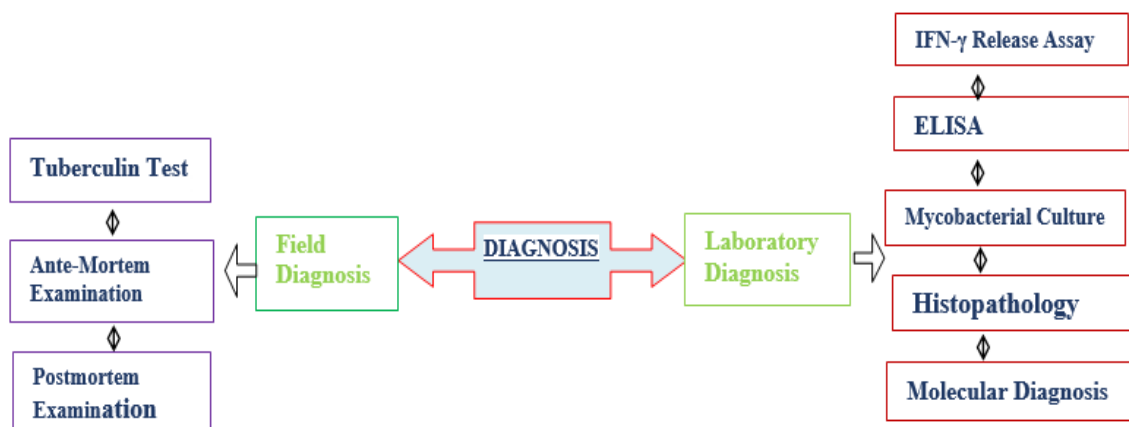 Tuberculin Test
Ante-Mortem
Examination
Postmortem
Examination
Field
Diagnosis
DIAGNOSIS
Laboratory
Diagnosis
IFN-γ Release Assay
ELISA
Mycobacterial Culture
Histopathology
Molecular Diagnosis